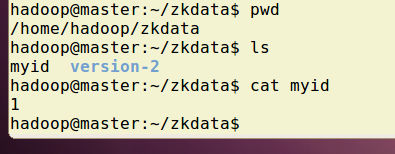 hadoop@master:~/zkdata$ pwd
/home/hadoop/zkdata
hadoop@master:~/zkdata$ ls
myid  version-2
hadoop@master:~/zkdata$ cat myid
1
hadoop@master:~/zkdata$